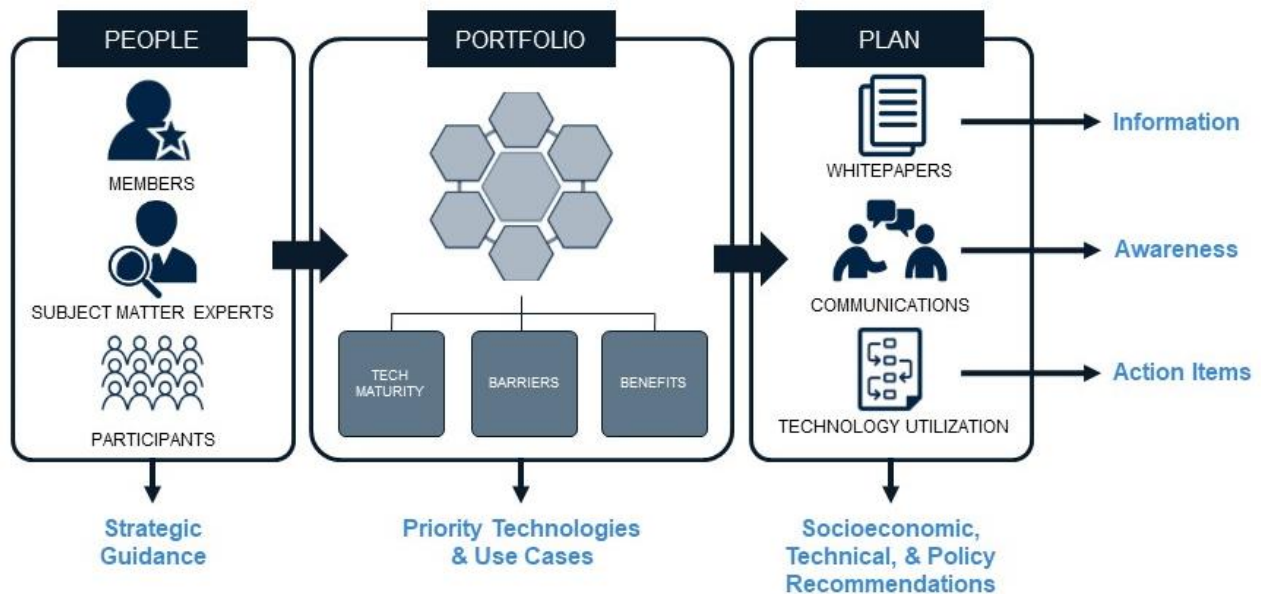 PEOPLE
MEMBERS
SUBJECT MATTER EXPERTS
PARTICIPANTS
Strategic
Guidance
PORTFOLIO
TECH
MATURITY
BARRIERS
BENEFITS
Priority Technologies
& Use Cases
PLAN
WHITEPAPERS
Information
COMMUNICATIONS
Awareness
TECHNOLOGY UTILIZATION
Action Items
Socioeconomic,
Technical, & Policy
Recommendations